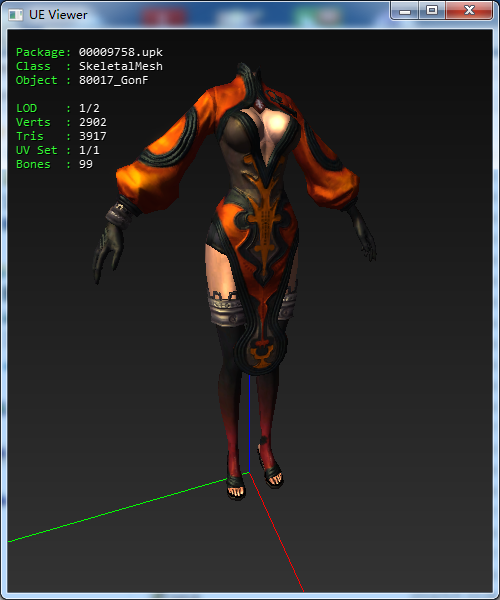 UE Viewer
Package: 00009758.upk
Class : SkeletalMesh
Object : 80017_GonF
LOD : 1/2
Verts : 2902
Tris : 3917
UV Set : 1/1
Bones : 99